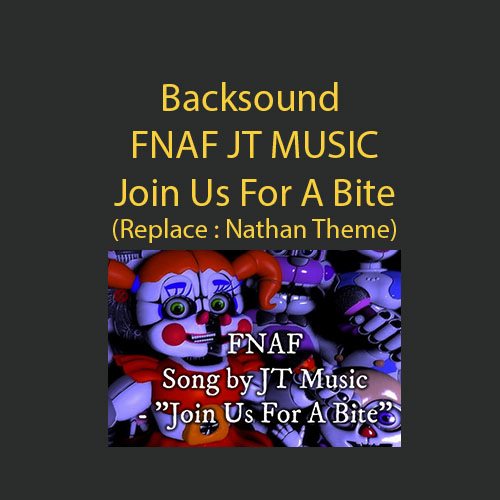 Backsound
FNAF JT MUSIC
Join Us For A Bite
(Replace : Nathan Theme)
FNAF
Song by JT Music
- "Join Us For A Bite"